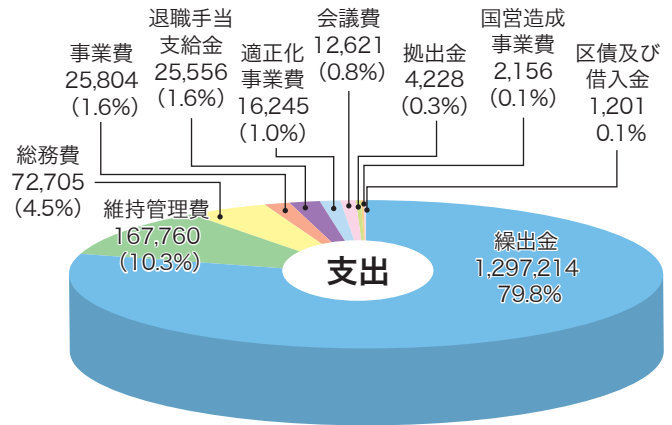 退職手当
支給金
25,556
（1.6%）
会議費
12,621
（0.8%）
国営造成
事業費
2,156
（0.1%）
事業費
25,804
（1.6%）
適正化
事業費
16,245
（1.0%）
拠出金
4,228
（0.3%）
区債及び
借入金
1,201
0.1%
総務費
72,705
（4.5%）
維持管理費
167,760
（10.3%）
繰出金
1,297,214
79.8%
支出